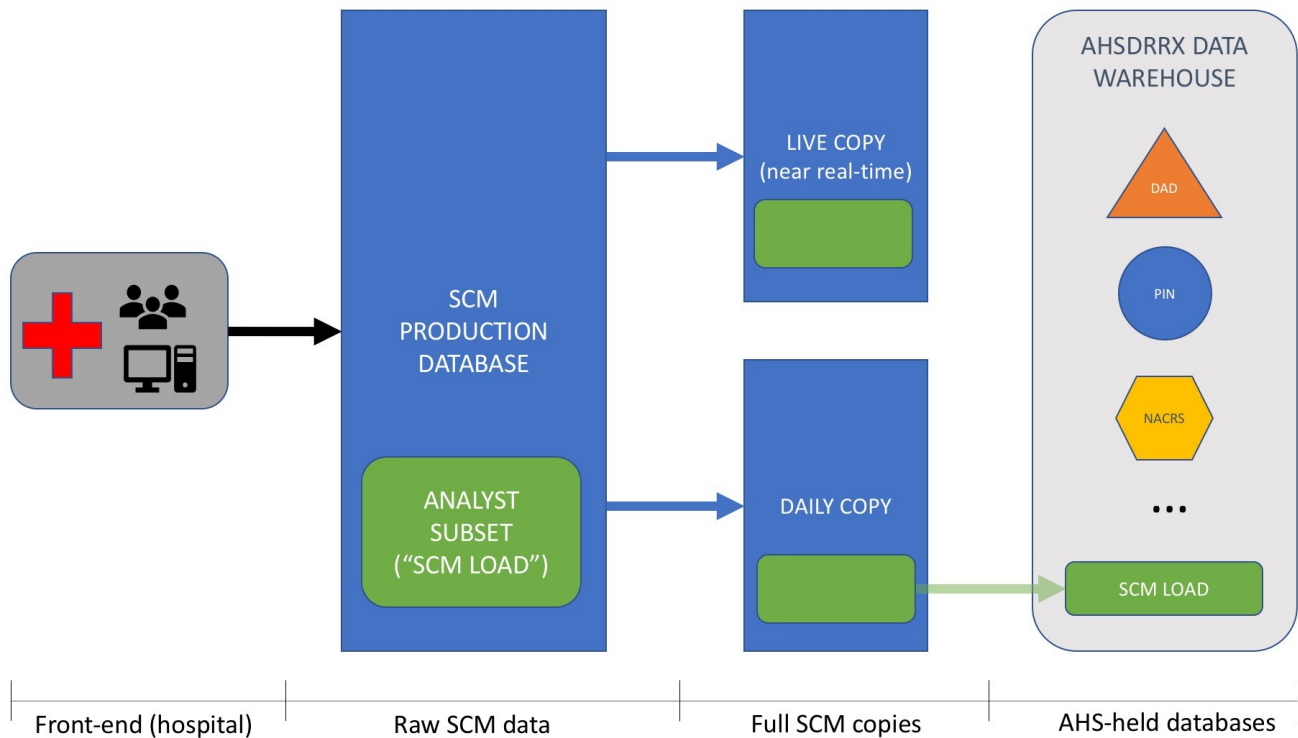 SCM
PRODUCTION
DATABASE
ANALYST
SUBSET
(“SCM LOAD”)
LIVE COPY
(near real-time)
DAILY COPY
AHSDRRX DATA
WAREHOUSE
DAD
PIN
NACRS
...
SCM LOAD
Front-end (hospital)
Raw SCM data
Full SCM copies
AHS-held databases